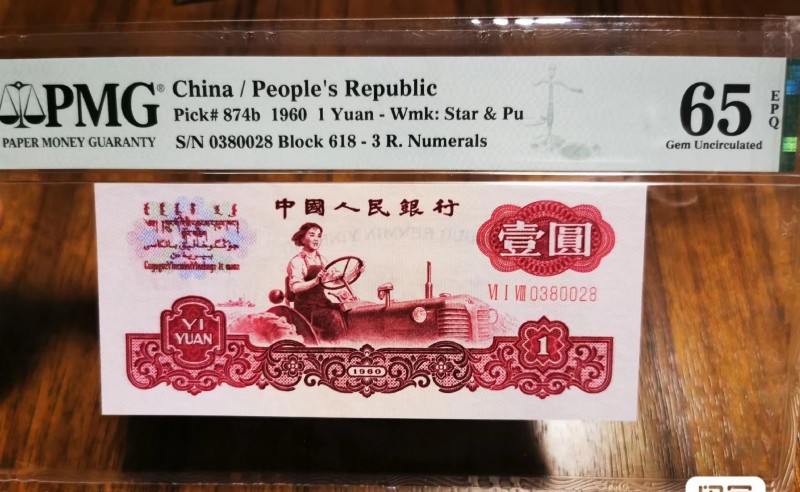 PMG®
PAPER MONEY GUARANTY
China / People's Republic
Pick# 874b 1960 1 Yuan - Wmk: Star & Pu
S/N 0380028 Block 618 - 3 R. Numerals
65
EPQ
Gem Uncirculated
中國人民銀行
壹圓
VI I VIII 0380028
YI
YUAN
1
1960